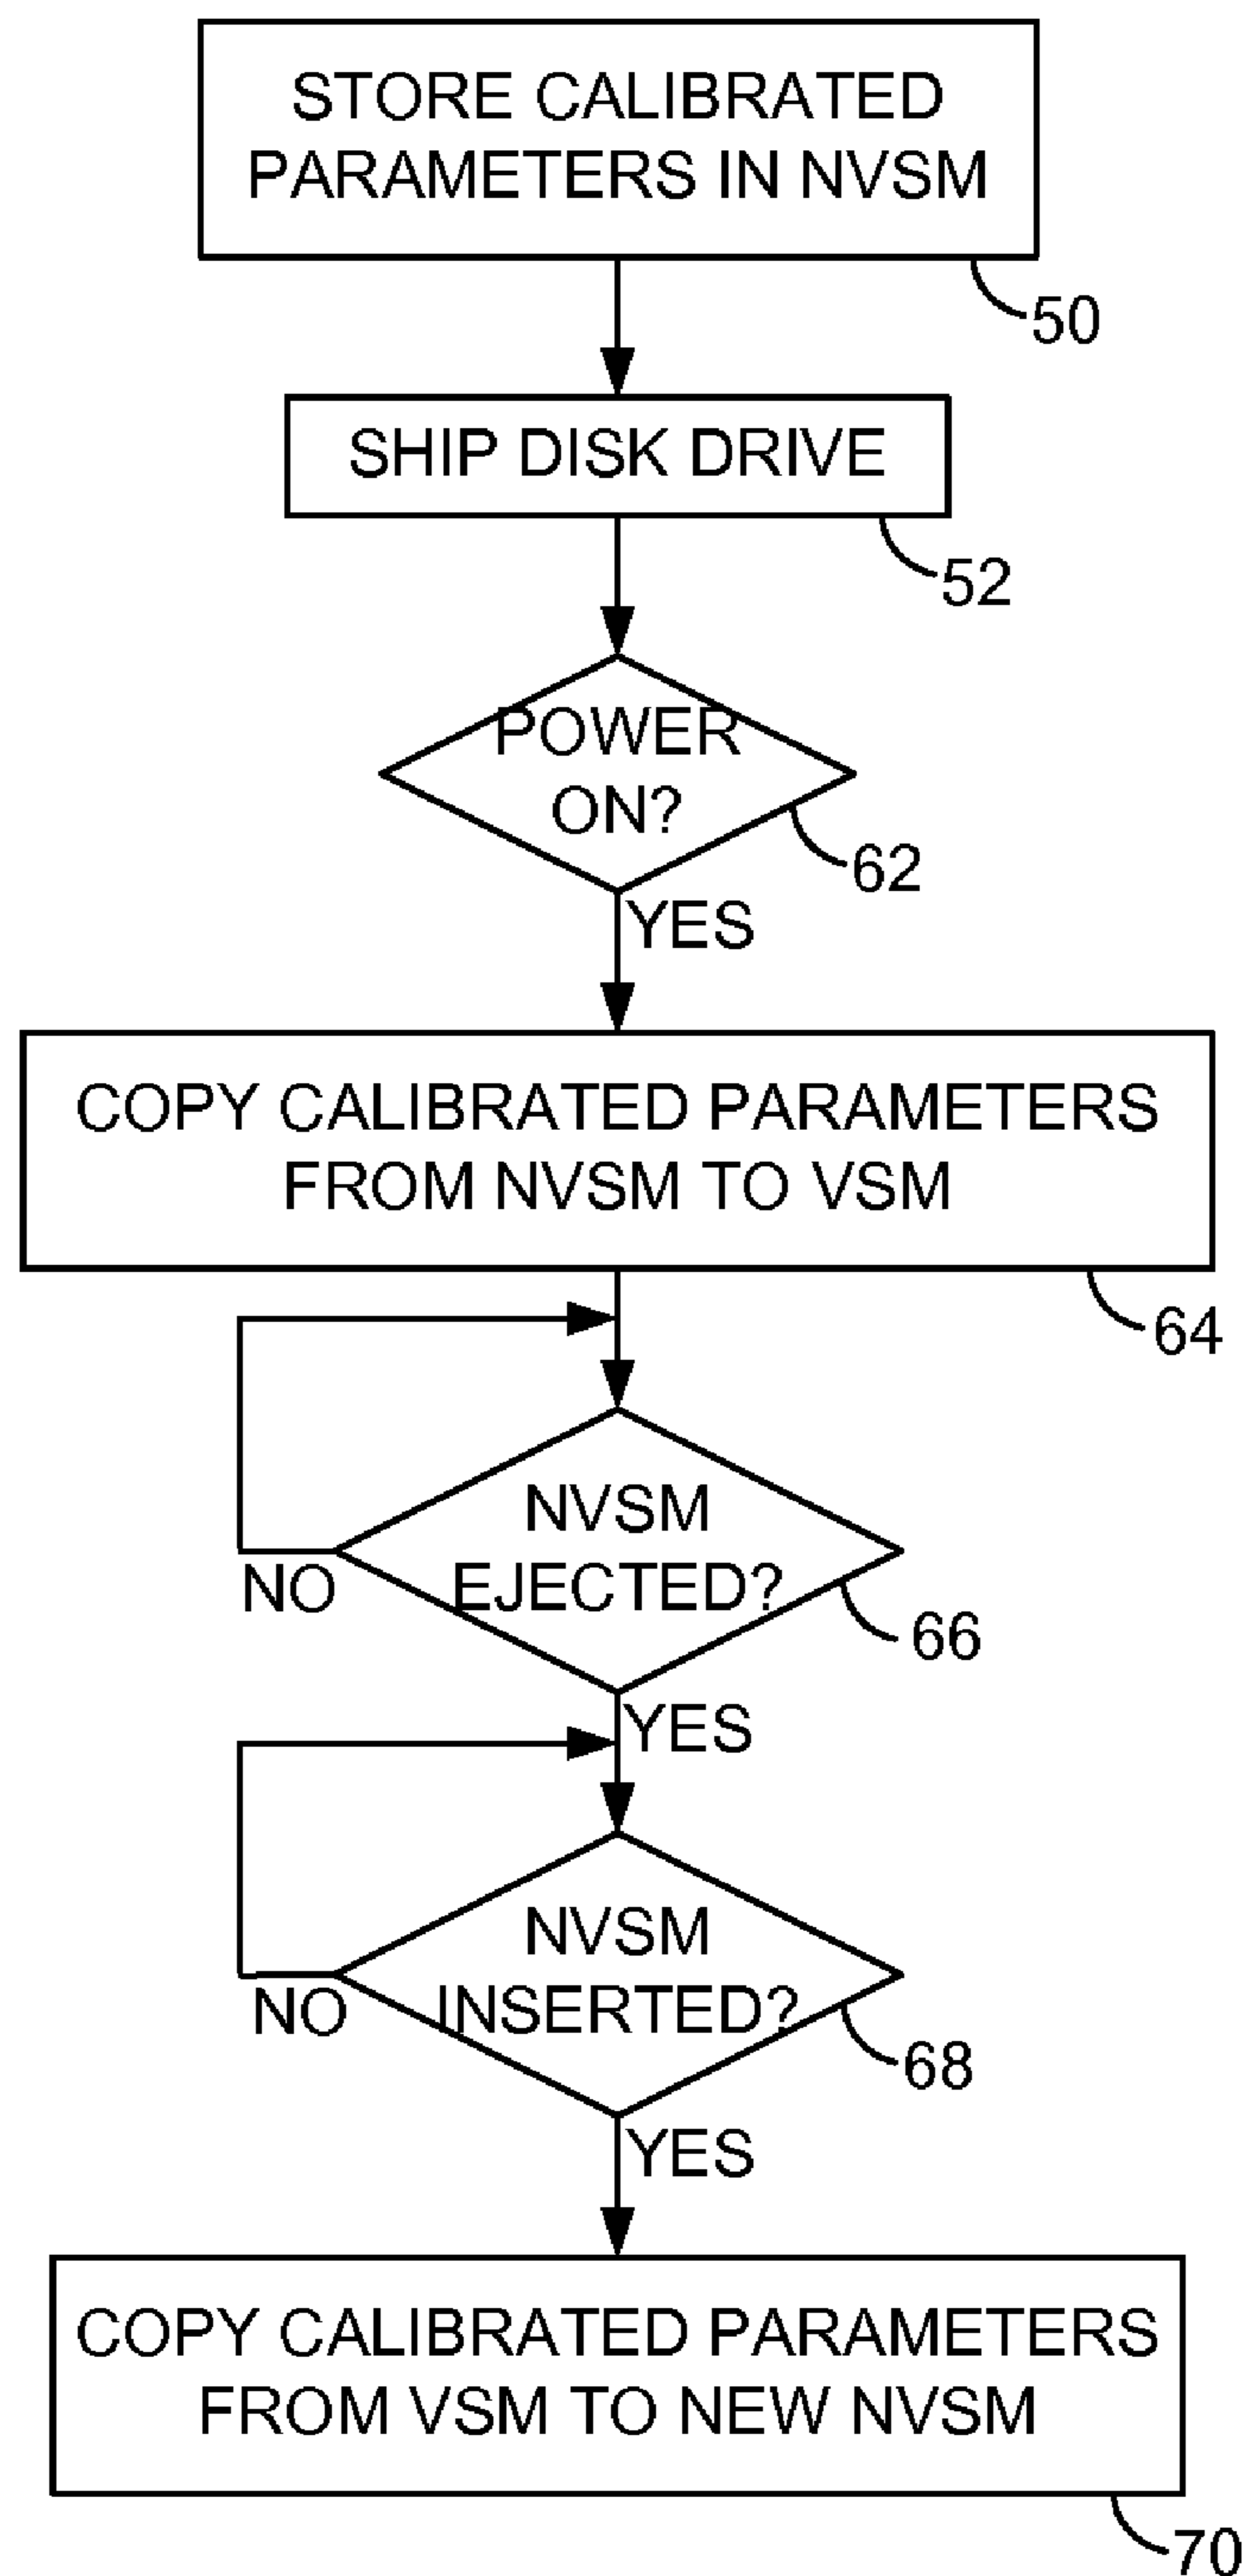 STORE CALIBRATED
PARAMETERS IN NVSM
50
SHIP DISK DRIVE
52
POWER
ON?
62
YES
COPY CALIBRATED PARAMETERS
FROM NVSM TO VSM
64
NVSM
EJECTED?
NO
66
YES
NVSM
INSERTED?
NO
68
YES
COPY CALIBRATED PARAMETERS
FROM VSM TO NEW NVSM
70